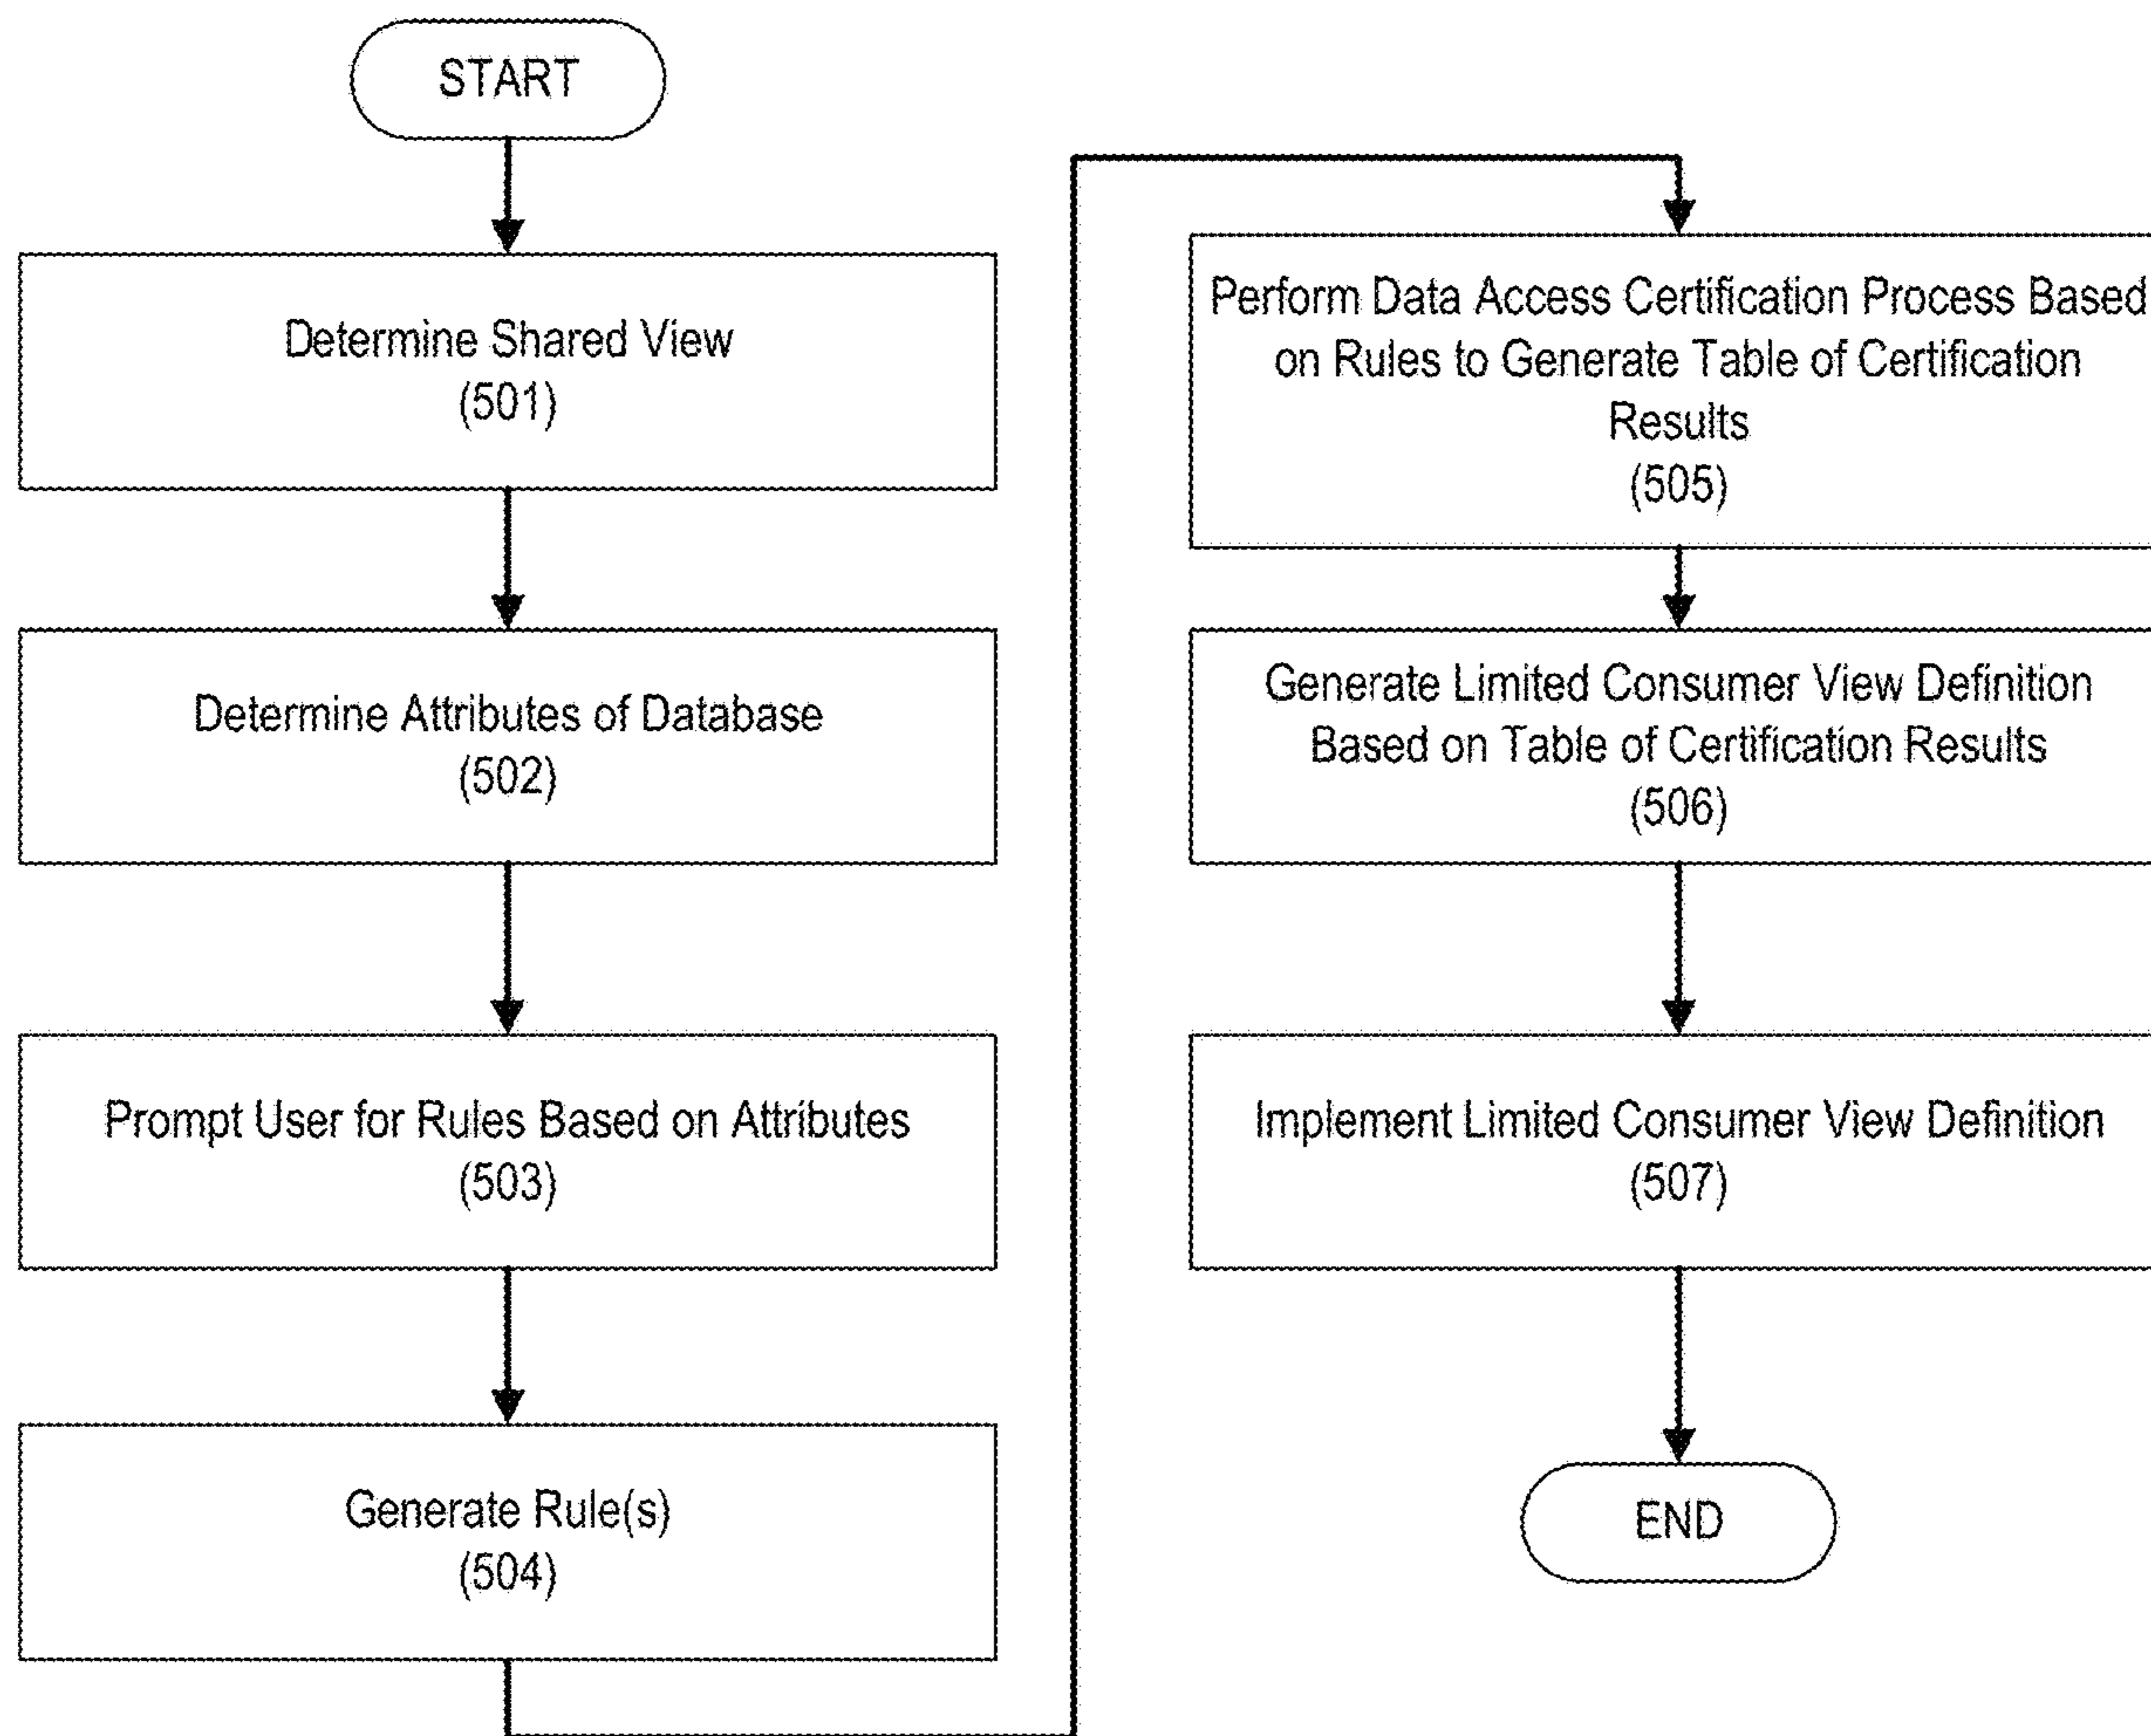 START
Determine Shared View
(501)
Determine Attributes of Database
(502)
Prompt User for Rules Based on Attributes
(503)
Generate Rule(s)
(504)
Perform Data Access Certification Process Based
on Rules to Generate Table of Certification
Results
(505)
Generate Limited Consumer View Definition
Based on Table of Certification Results
(506)
Implement Limited Consumer View Definition
(507)
END